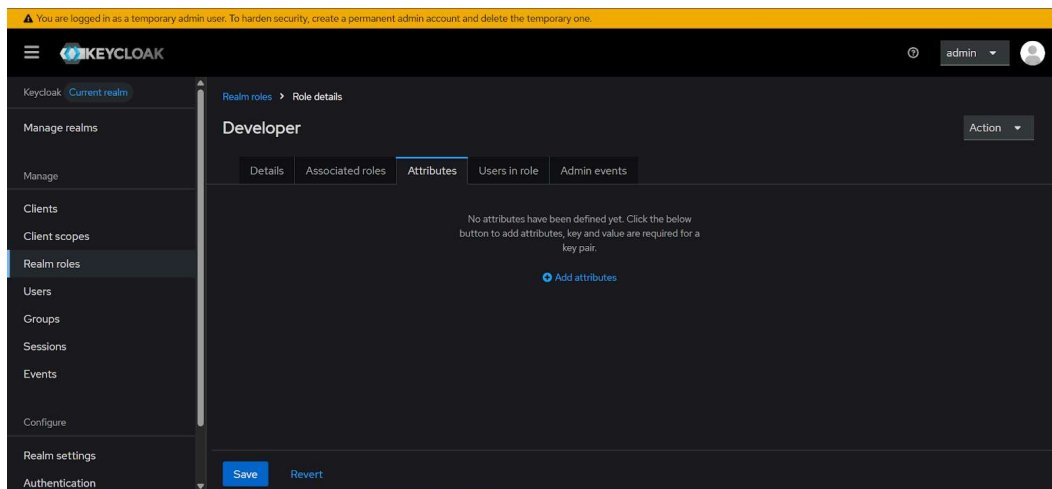 You are logged in as a temporary admin user. To harden security, create a permanent admin account and delete the temporary one.
KEYCLOAK
admin
Keycloak Current realm
Manage realms
Manage
Clients
Client scopes
Realm roles
Users
Groups
Sessions
Events
Configure
Realm settings
Authentication
Realm roles > Role details
Developer
Action
Details Associated roles Attributes Users in role Admin events
No attributes have been defined yet. Click the below
button to add attributes, key and value are required for a
key pair.
Add attributes
Save Revert